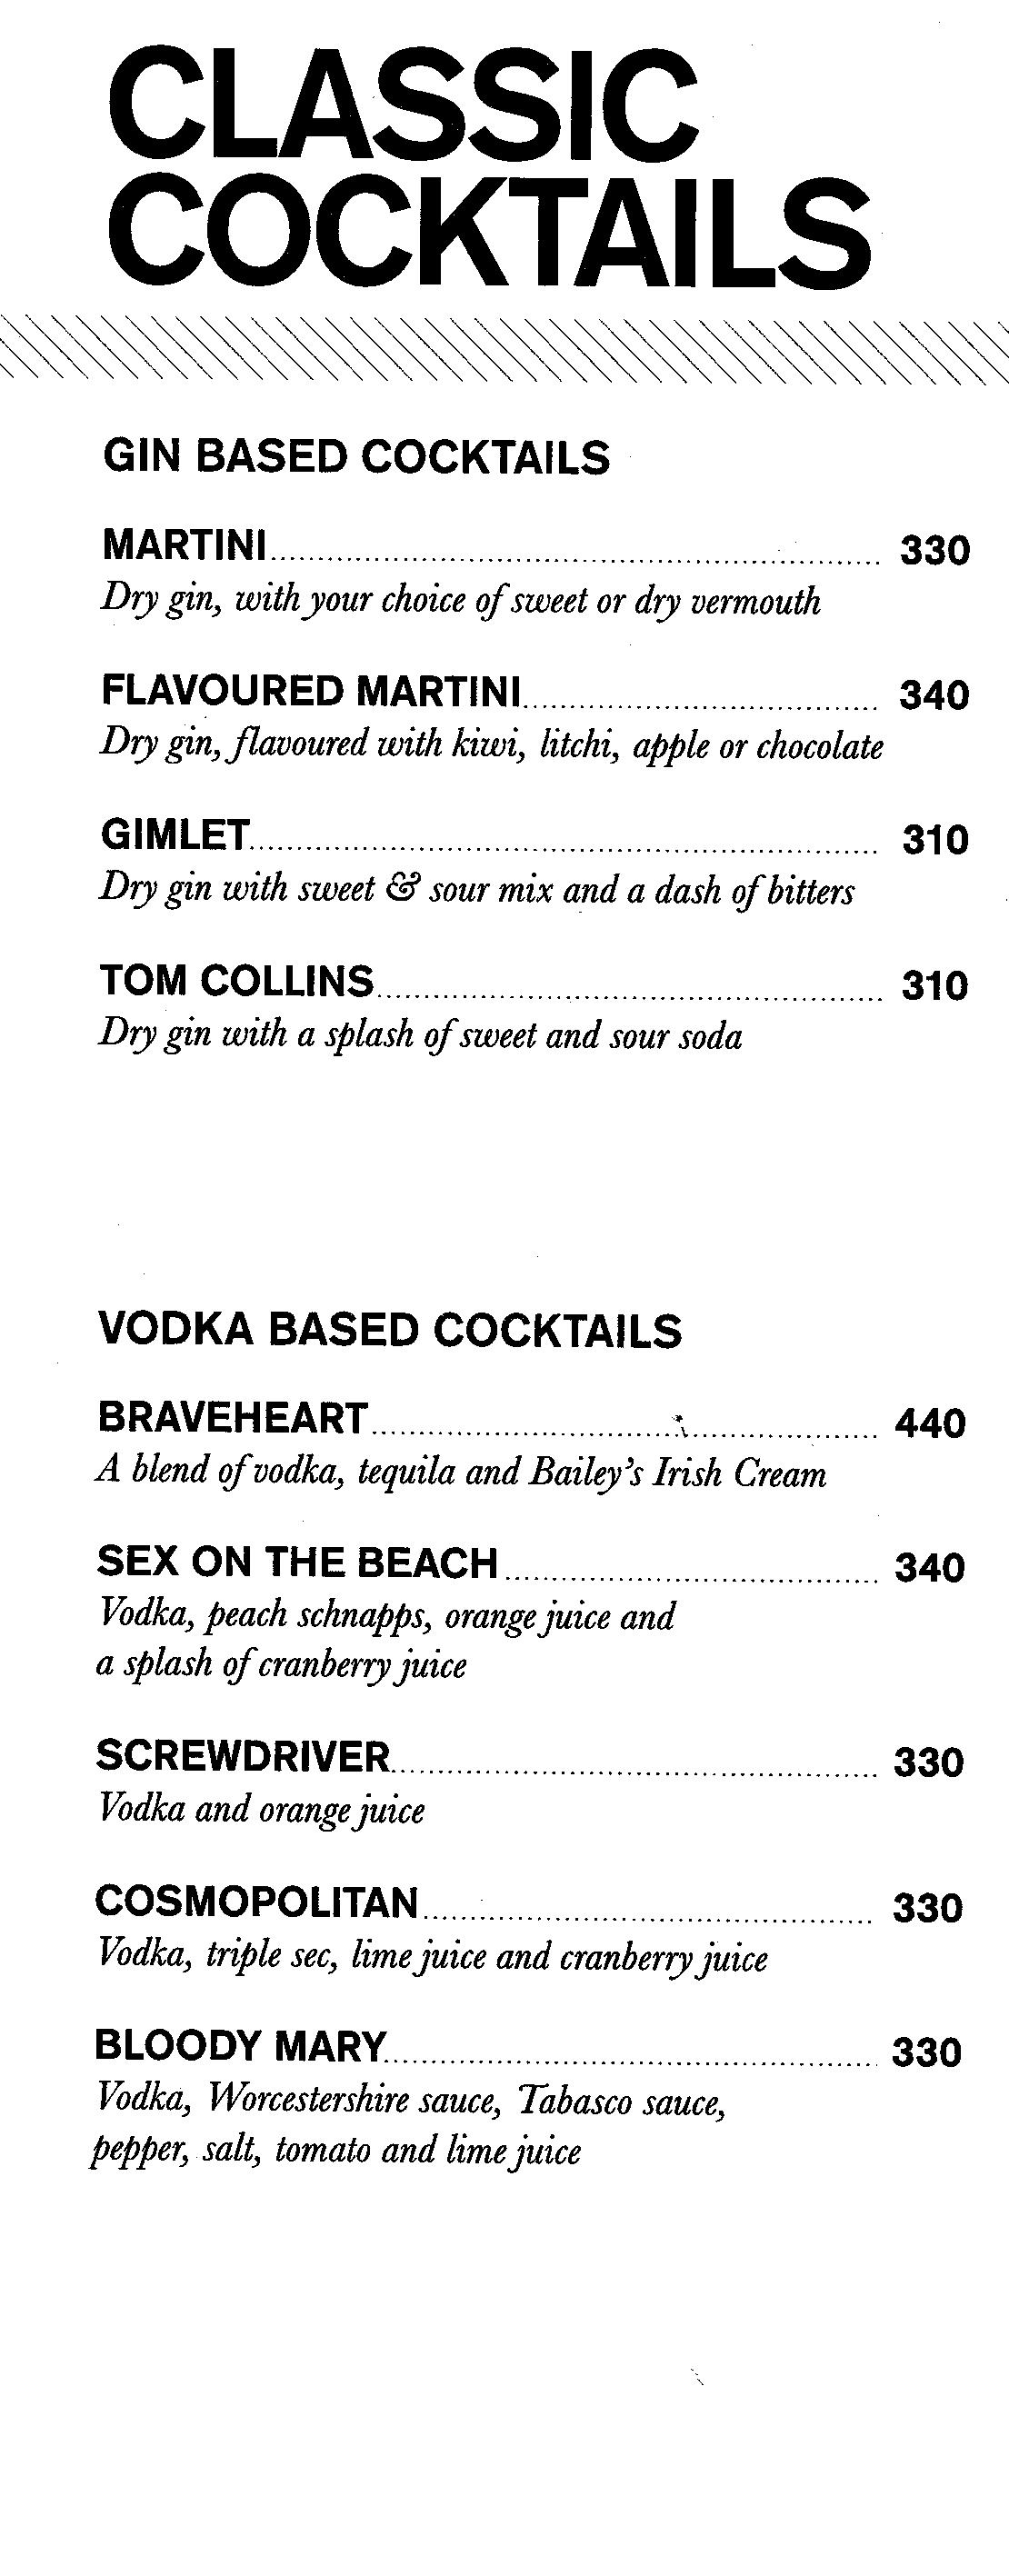 CLASSIC
COCKTAILS
GIN BASED COCKTAILS
MARTINI 330
Dry gin, with your choice of sweet or dry vermouth
FLAVOURED MARTINI 340
Dry gin, flavoured with kiwi, litchi, apple or chocolate
GIMLET 310
Dry gin with sweet & sour mix and a dash of bitters
TOM COLLINS 310
Dry gin with a splash of sweet and sour soda
VODKA BASED COCKTAILS
BRAVEHEART 440
A blend of vodka, tequila and Bailey's Irish Cream
SEX ON THE BEACH 340
Vodka, peach schnapps, orange juice and
a splash of cranberry juice
SCREWDRIVER 330
Vodka and orange juice
COSMOPOLITAN 330
Vodka, triple sec, lime juice and cranberry juice
BLOODY MARY 330
Vodka, Worcestershire sauce, Tabasco sauce,
pepper, salt, tomato and lime juice